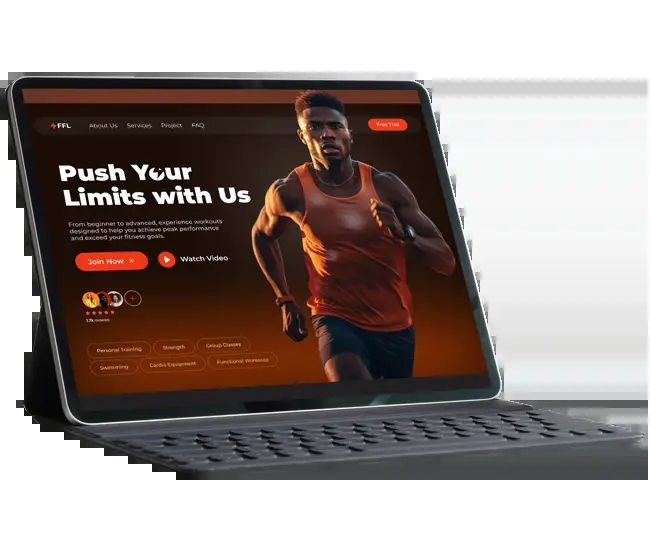 FFL
About Us Services Project FAQ
Free Trial
Push Your
Limits with Us
From beginner to advanced, experience workouts
designed to help you achieve peak performance
and exceed your fitness goals.
Join Now »
Watch Video
1.7k reviews
Personal Training Strength Group Classes
Swimming Cardio Equipment Functional Workouts